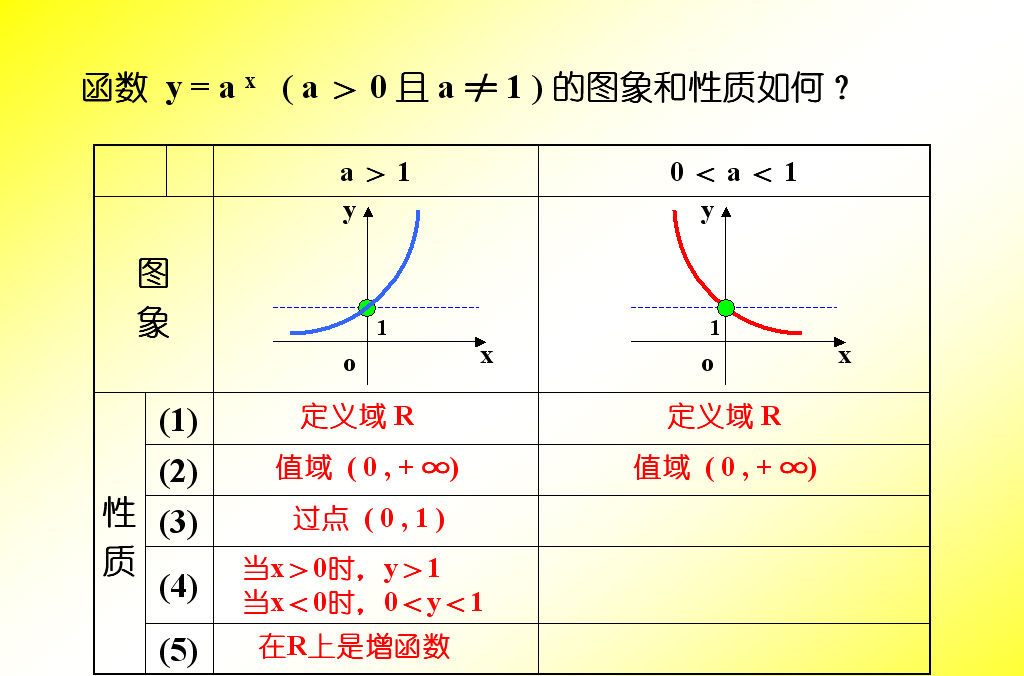 函数 y = a x ( a > 0 且 a ≠ 1 ) 的图象和性质如何?
a > 1
0 < a < 1
图象
y
1
o
x
y
1
o
x
性质
(1)
定义域 R
定义域 R
(2)
值域 ( 0 , + ∞)
值域 ( 0 , + ∞)
(3)
过点 ( 0 , 1 )
(4)
当x>0时, y>1
当x<0时, 0<y<1
(5)
在R上是增函数